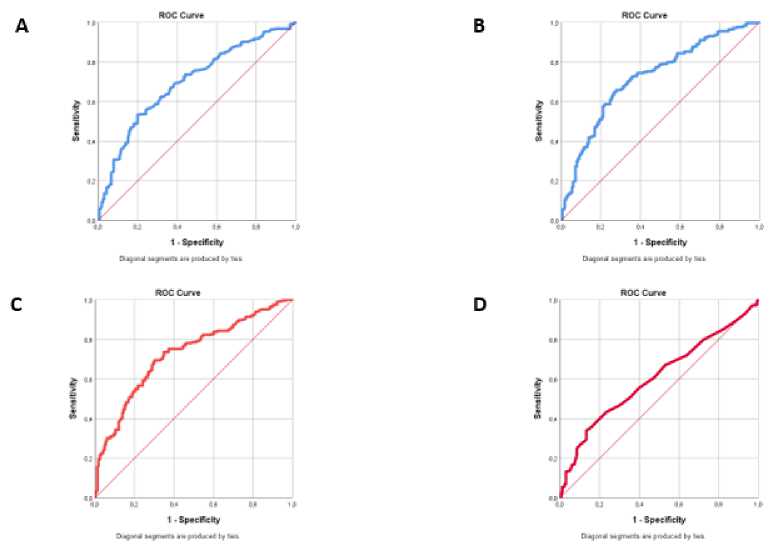 A
ROC Curve
Sensitivity
1,0
0,8
0,6
0,4
0,2
0,0
0,0 0,2 0,4 0,6 0,8 1,0
1 - Specificity
Diagonal segments are produced by ties.
B
ROC Curve
Sensitivity
1,0
0,8
0,6
0,4
0,2
0,0
0,0 0,2 0,4 0,6 0,8 1,0
1 - Specificity
Diagonal segments are produced by ties.
C
ROC Curve
Sensitivity
1,0
0,8
0,6
0,4
0,2
0,0
0,0 0,2 0,4 0,6 0,8 1,0
1 - Specificity
Diagonal segments are produced by ties.
D
ROC Curve
Sensitivity
1,0
0,8
0,6
0,4
0,2
0,0
0,0 0,2 0,4 0,6 0,8 1,0
1 - Specificity
Diagonal segments are produced by ties.